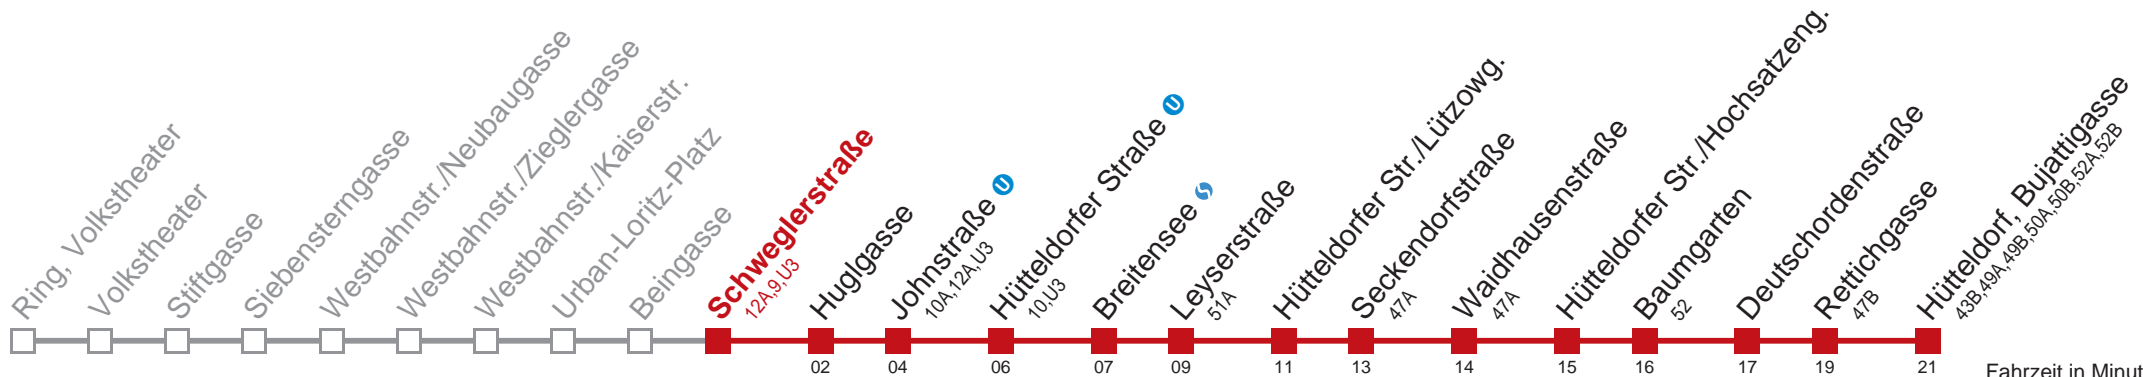 Ring, Volkstheater
Volkstheater
Stiftgasse
Siebensterngasse
Westbahnstr./Neubaugasse
Westbahnstr./Zieglergasse
Westbahnstr./Kaiserstr.
Urban-Loritz-Platz
Beingasse
Schweglerstraße
12A,9,U3
Huglgasse
02
Johnstraße U
10A,12A,U3
04
Hütteldorfer Straße U
10,U3
06
Breitensee S
07
Leyserstraße
51A
09
Hütteldorfer Str./Lützowg.
11
Seckendorfstraße
47A
13
Waidhausenstraße
47A
14
Hütteldorfer Str./Hochsatzeng.
15
Baumgarten
52
16
Deutschordenstraße
17
Rettichgasse
47B
19
Hütteldorf, Bujattigasse
43B,49A,49B,50A,50B,52A,52B
21
Fahrzeit in Minut